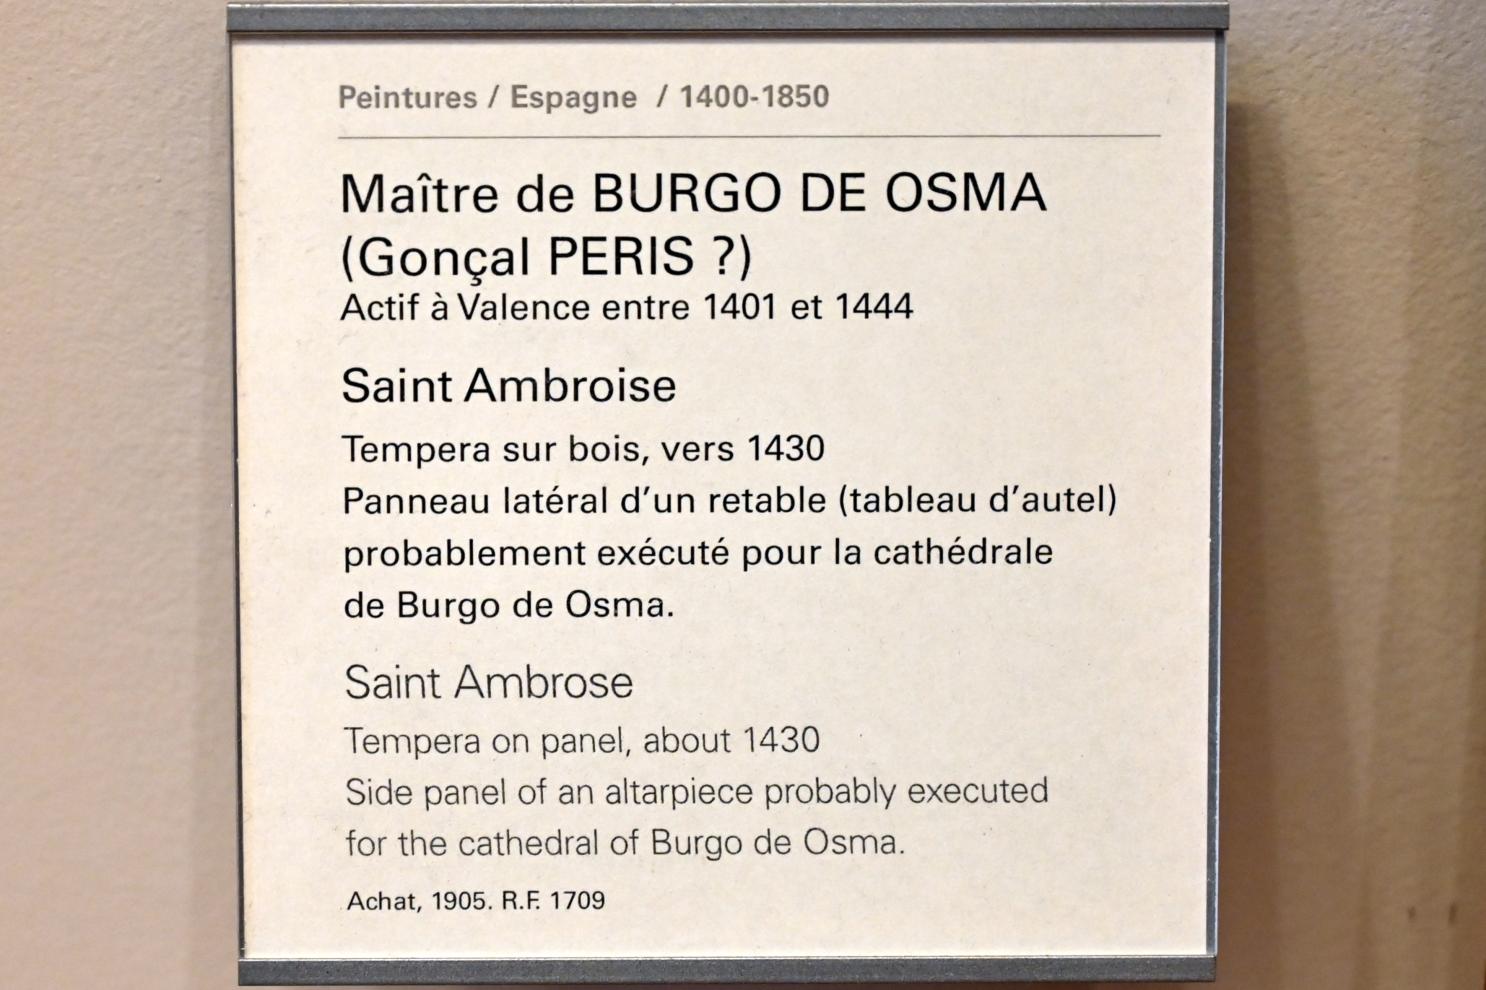 Peintures / Espagne / 1400-1850
Maître de BURGO DE OSMA
(Gonçal PERIS ?)
Actif à Valence entre 1401 et 1444
Saint Ambroise
Tempera sur bois, vers 1430
Panneau latéral d’un retable (tableau d’autel)
probablement exécuté pour la cathédrale
de Burgo de Osma.
Saint Ambrose
Tempera on panel, about 1430
Side panel of an altarpiece probably executed
for the cathedral of Burgo de Osma.
Achat, 1905. R.F. 1709